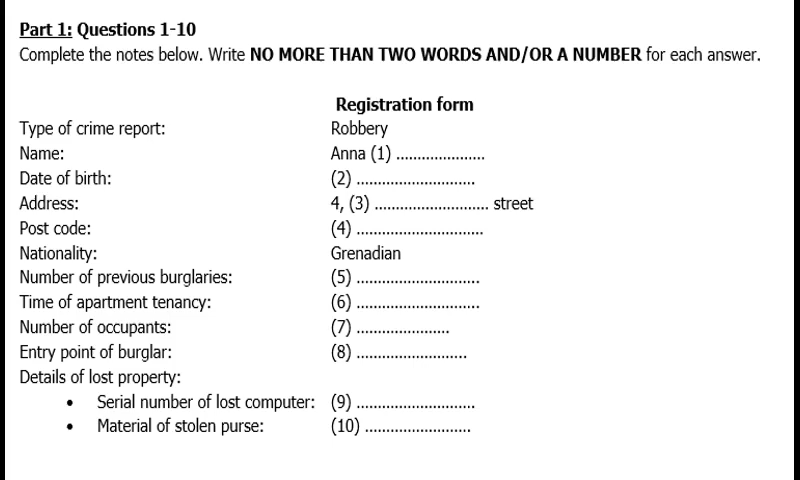 Part 1: Questions 1-10
Complete the notes below. Write NO MORE THAN TWO WORDS AND/OR A NUMBER for each answer.
Registration form
Type of crime report: Robbery
Name: Anna (1) .....................
Date of birth: (2) ............................
Address: 4, (3) ........................... street
Post code: (4) ..............................
Nationality: Grenadian
Number of previous burglaries: (5) .............................
Time of apartment tenancy: (6) .............................
Number of occupants: (7) ......................
Entry point of burglar: (8) ..........................
Details of lost property:
• Serial number of lost computer: (9) ............................
• Material of stolen purse: (10) .........................